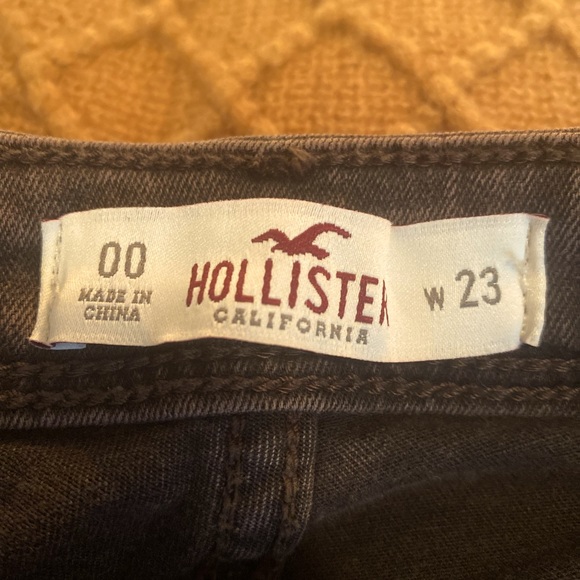 00
MADE IN
CHINA
HOLLISTER
CALIFORNIA
W 23